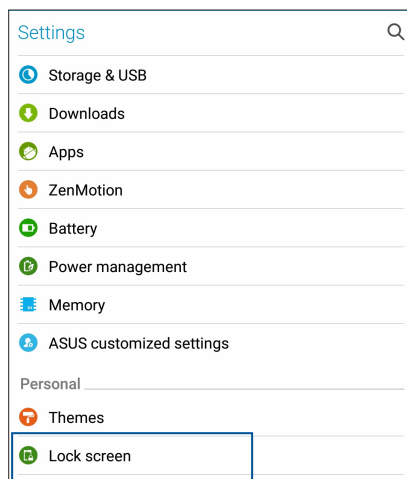 Settings
Storage & USB
Downloads
Apps
ZenMotion
Battery
Power management
Memory
ASUS customized settings
Personal
Themes
Lock screen